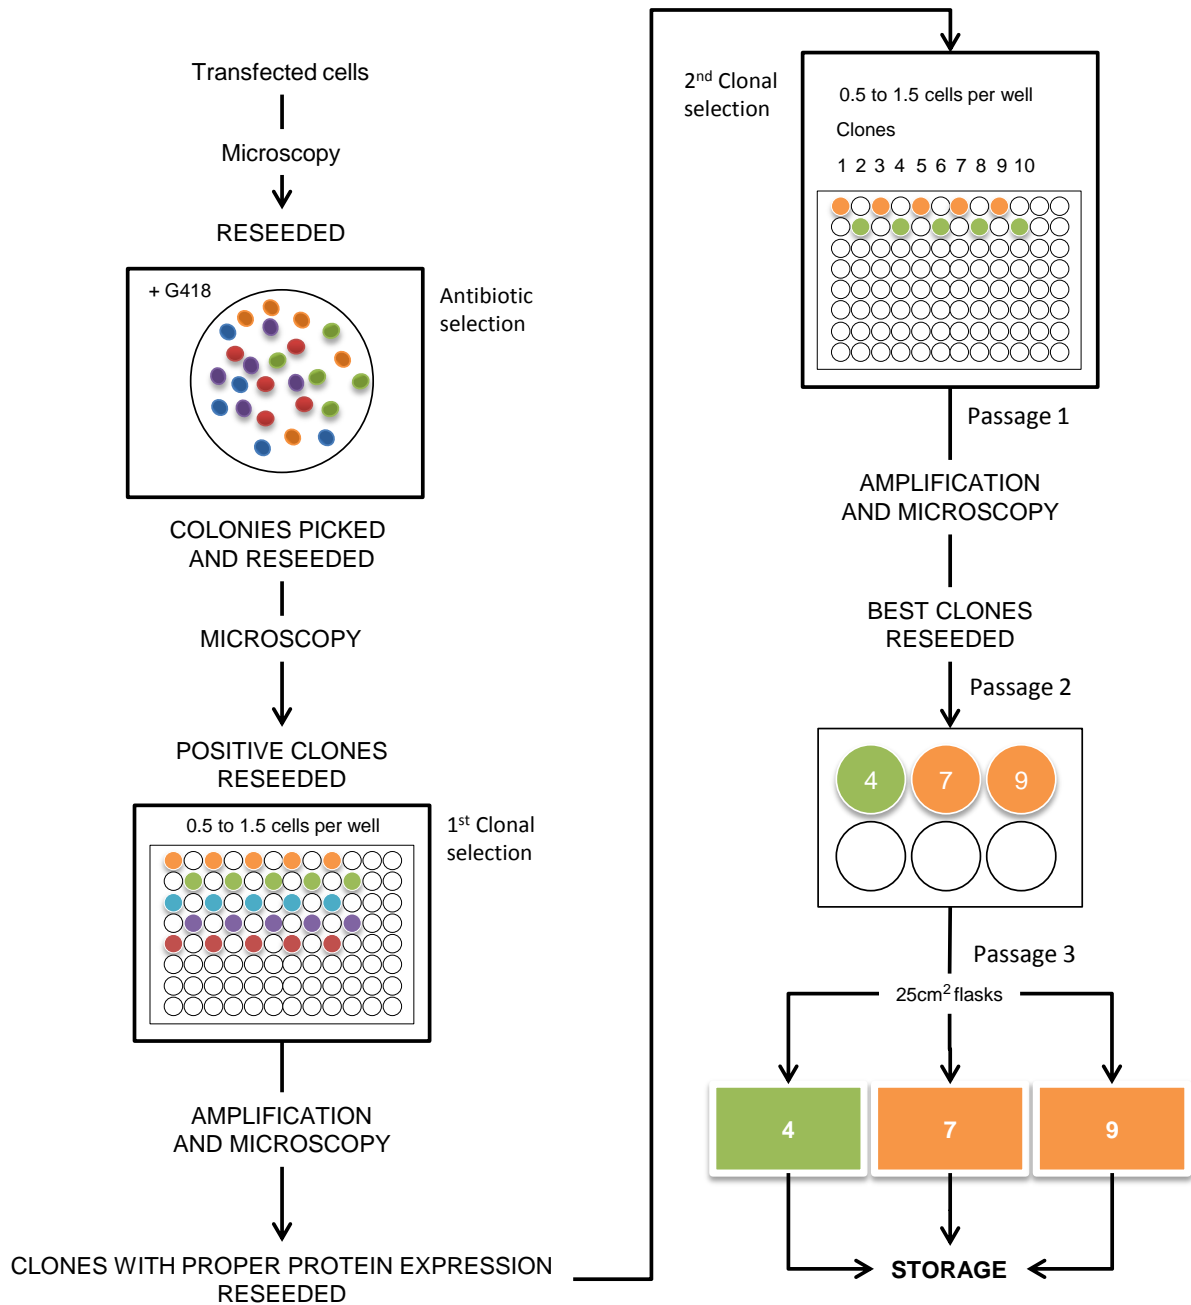 Transfected cells
Microscopy
RESEEDED
+ G418
Antibiotic
selection
COLONIES PICKED
AND RESEEDED
MICROSCOPY
POSITIVE CLONES
RESEEDED
0.5 to 1.5 cells per well
1st Clonal
selection
AMPLIFICATION
AND MICROSCOPY
CLONES WITH PROPER PROTEIN EXPRESSION
RESEEDED
2nd Clonal
selection
0.5 to 1.5 cells per well
Clones
1 2 3 4 5 6 7 8 9 10
Passage 1
AMPLIFICATION
AND MICROSCOPY
BEST CLONES
RESEEDED
Passage 2
4 7 9
Passage 3
25cm2 flasks
4 7 9
STORAGE